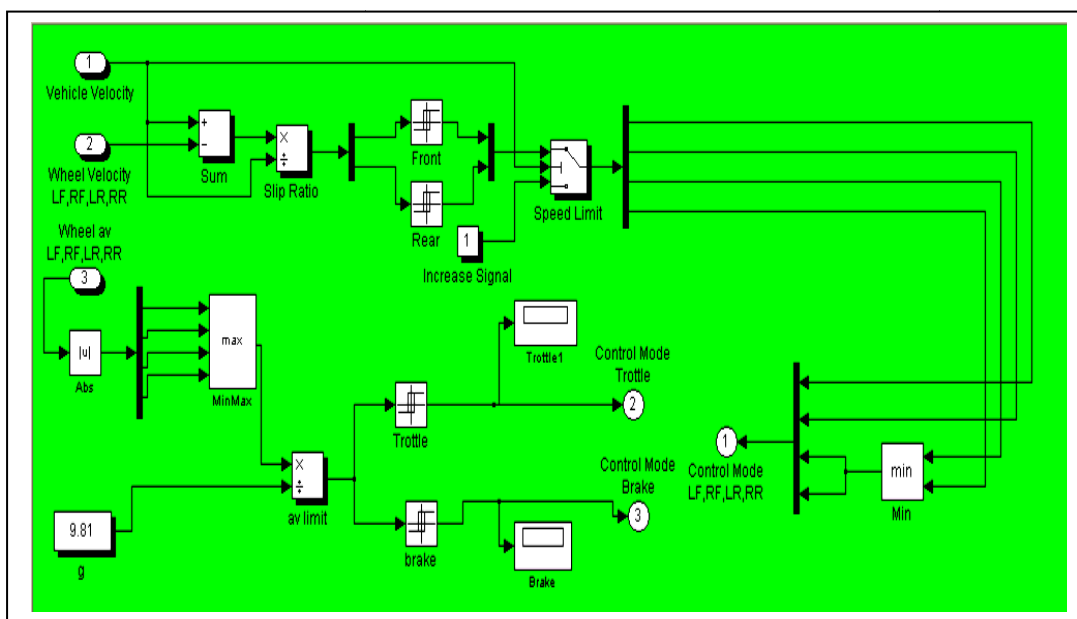 1
Vehicle Velocity
2
Wheel Velocity
LF,RF,LR,RR
Wheel av
LF,RF,LR,RR
3
+
−
Sum
×
÷
Slip Ratio
Front
Rear
1
Increase Signal
Speed Limit
|u|
Abs
max
MinMax
×
÷
av limit
9.81
g
Trottle
Trottle1
Control Mode
Trottle
2
brake
Brake
Control Mode
Brake
3
1
Control Mode
LF,RF,LR,RR
min
Min